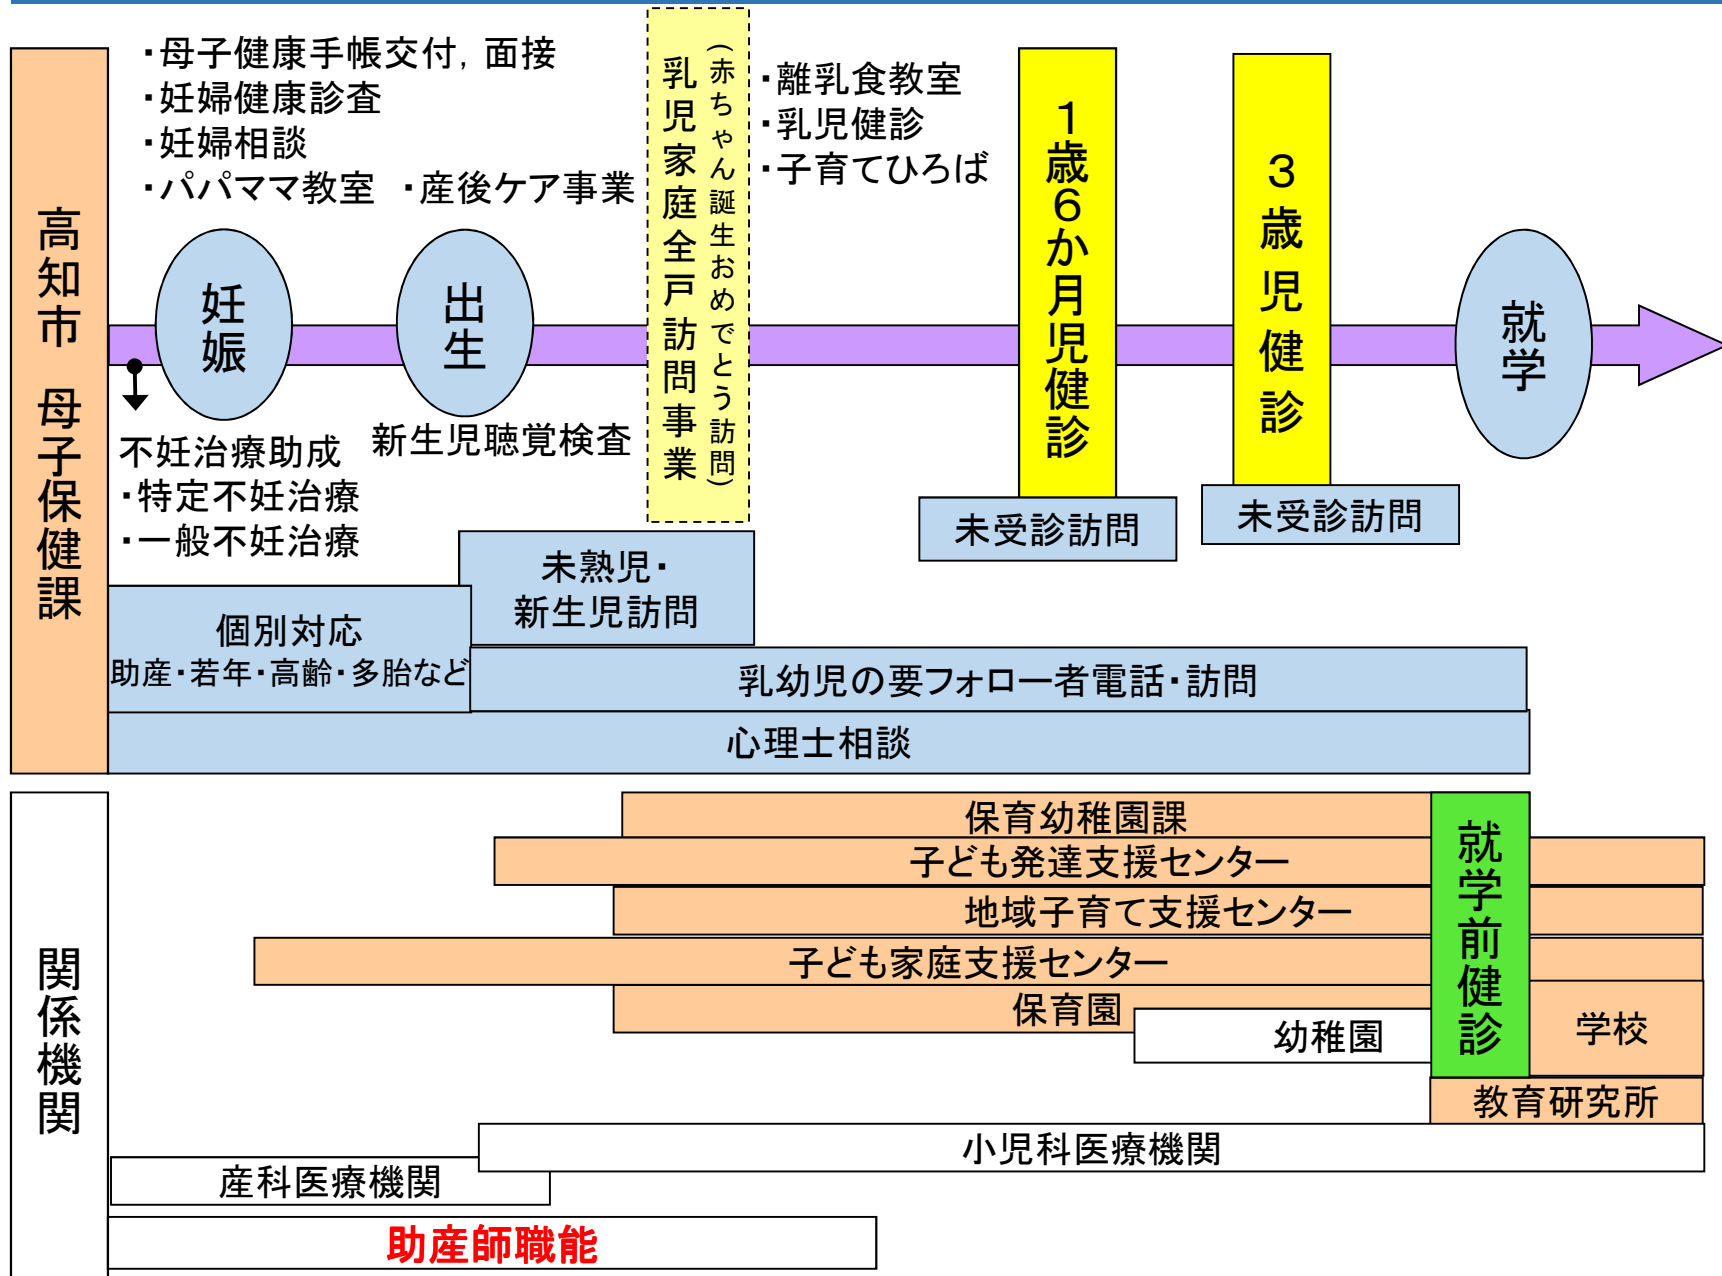 高知市 母子保健課
・母子健康手帳交付，面接
・妊婦健康診査
・妊婦相談
・パパママ教室
・産後ケア事業
乳児家庭全戸訪問事業
（赤ちゃん誕生おめでとう訪問）
・離乳食教室
・乳児健診
・子育てひろば
１歳６か月児健診
３歳児健診
妊娠
出生
就学
不妊治療助成
・特定不妊治療
・一般不妊治療
新生児聴覚検査
未受診訪問
未受診訪問
未熟児・
新生児訪問
個別対応
助産・若年・高齢・多胎など
乳幼児の要フォロー者電話・訪問
心理士相談
関係機関
保育幼稚園課
子ども発達支援センター
地域子育て支援センター
子ども家庭支援センター
保育園
幼稚園
就学前健診
学校
教育研究所
小児科医療機関
産科医療機関
助産師職能